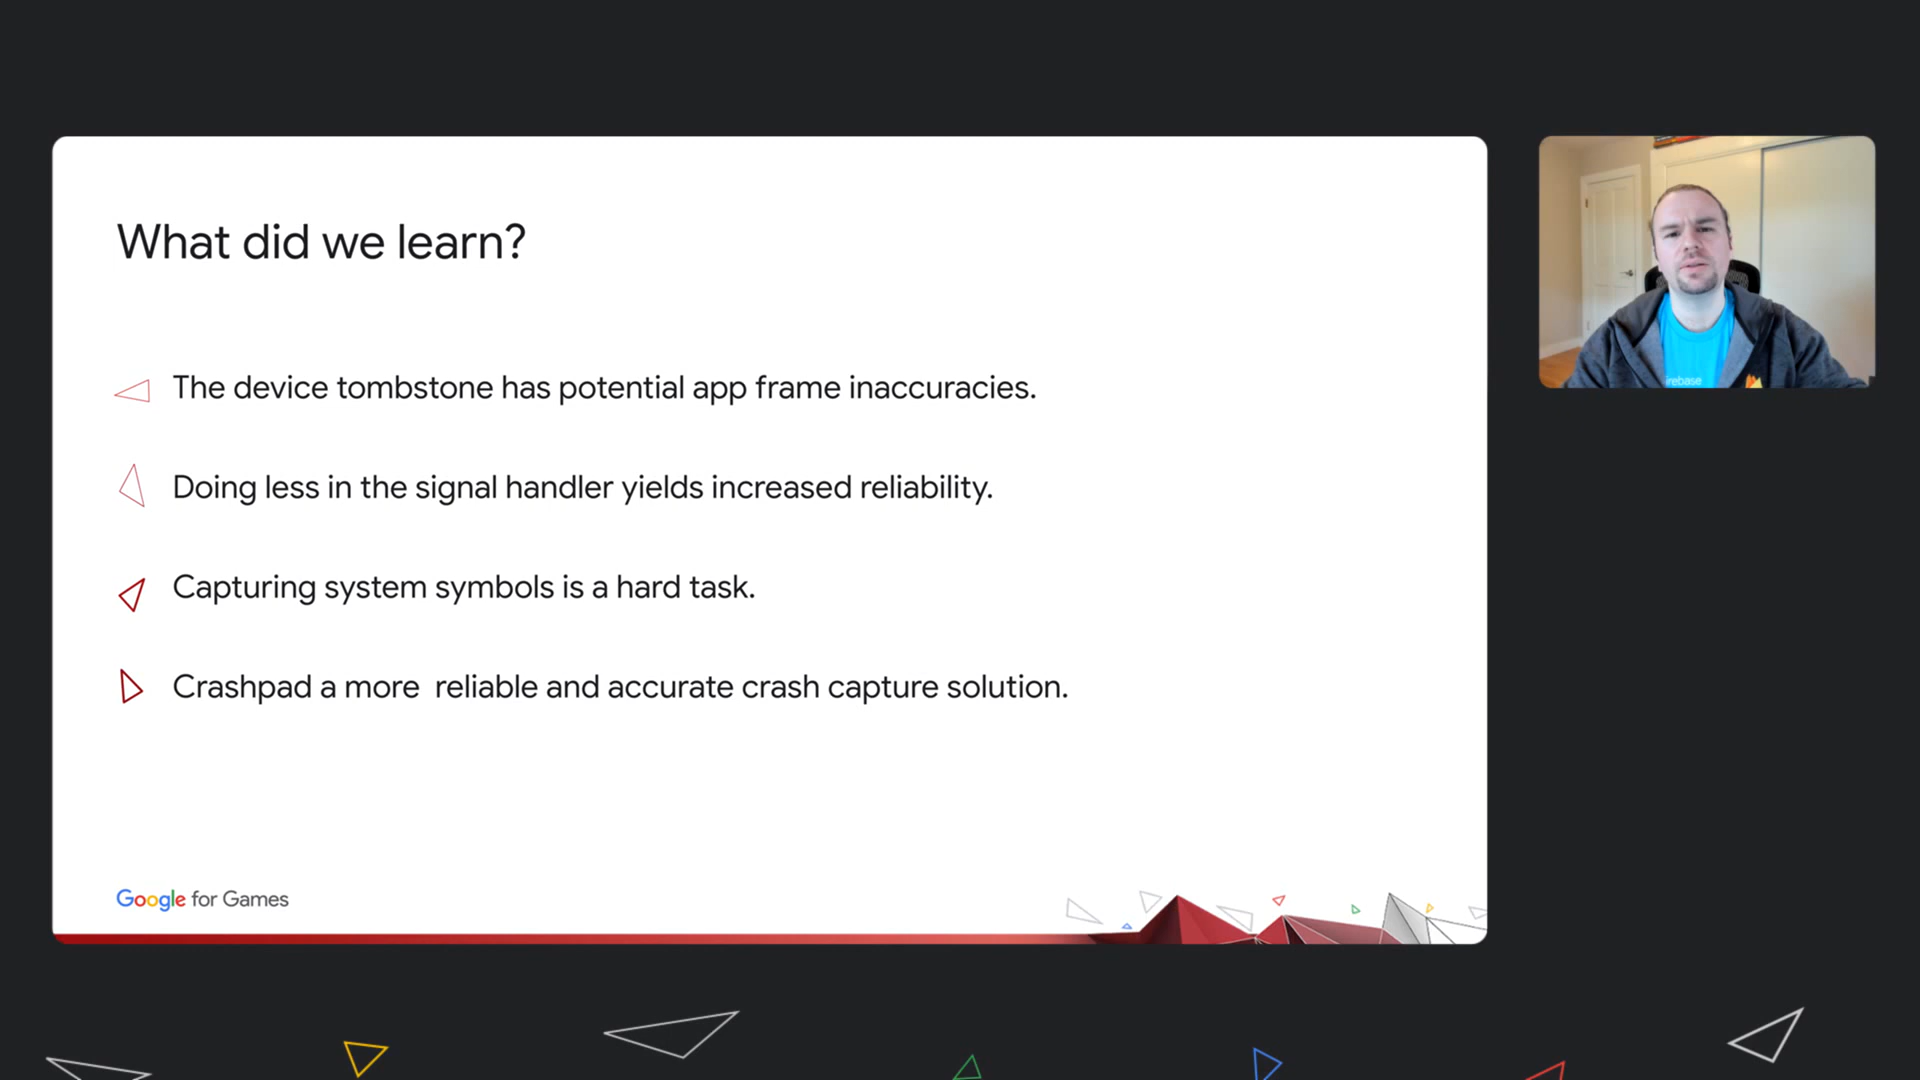 What did we learn?
The device tombstone has potential app frame inaccuracies.
Doing less in the signal handler yields increased reliability.
Capturing system symbols is a hard task.
Crashpad a more  reliable and accurate crash capture solution.
Google for Games
irebase